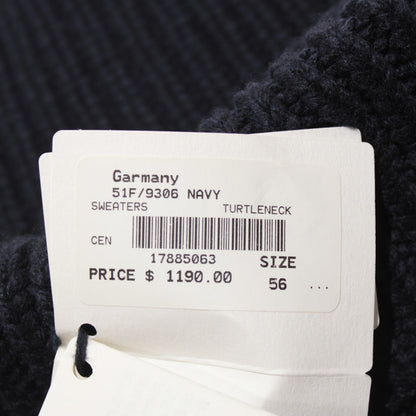 Garmany
51F/9306 NAVY
SWEATERS TURTLENECK
CEN
17885063 SIZE
PRICE $ 1190.00 56 ...